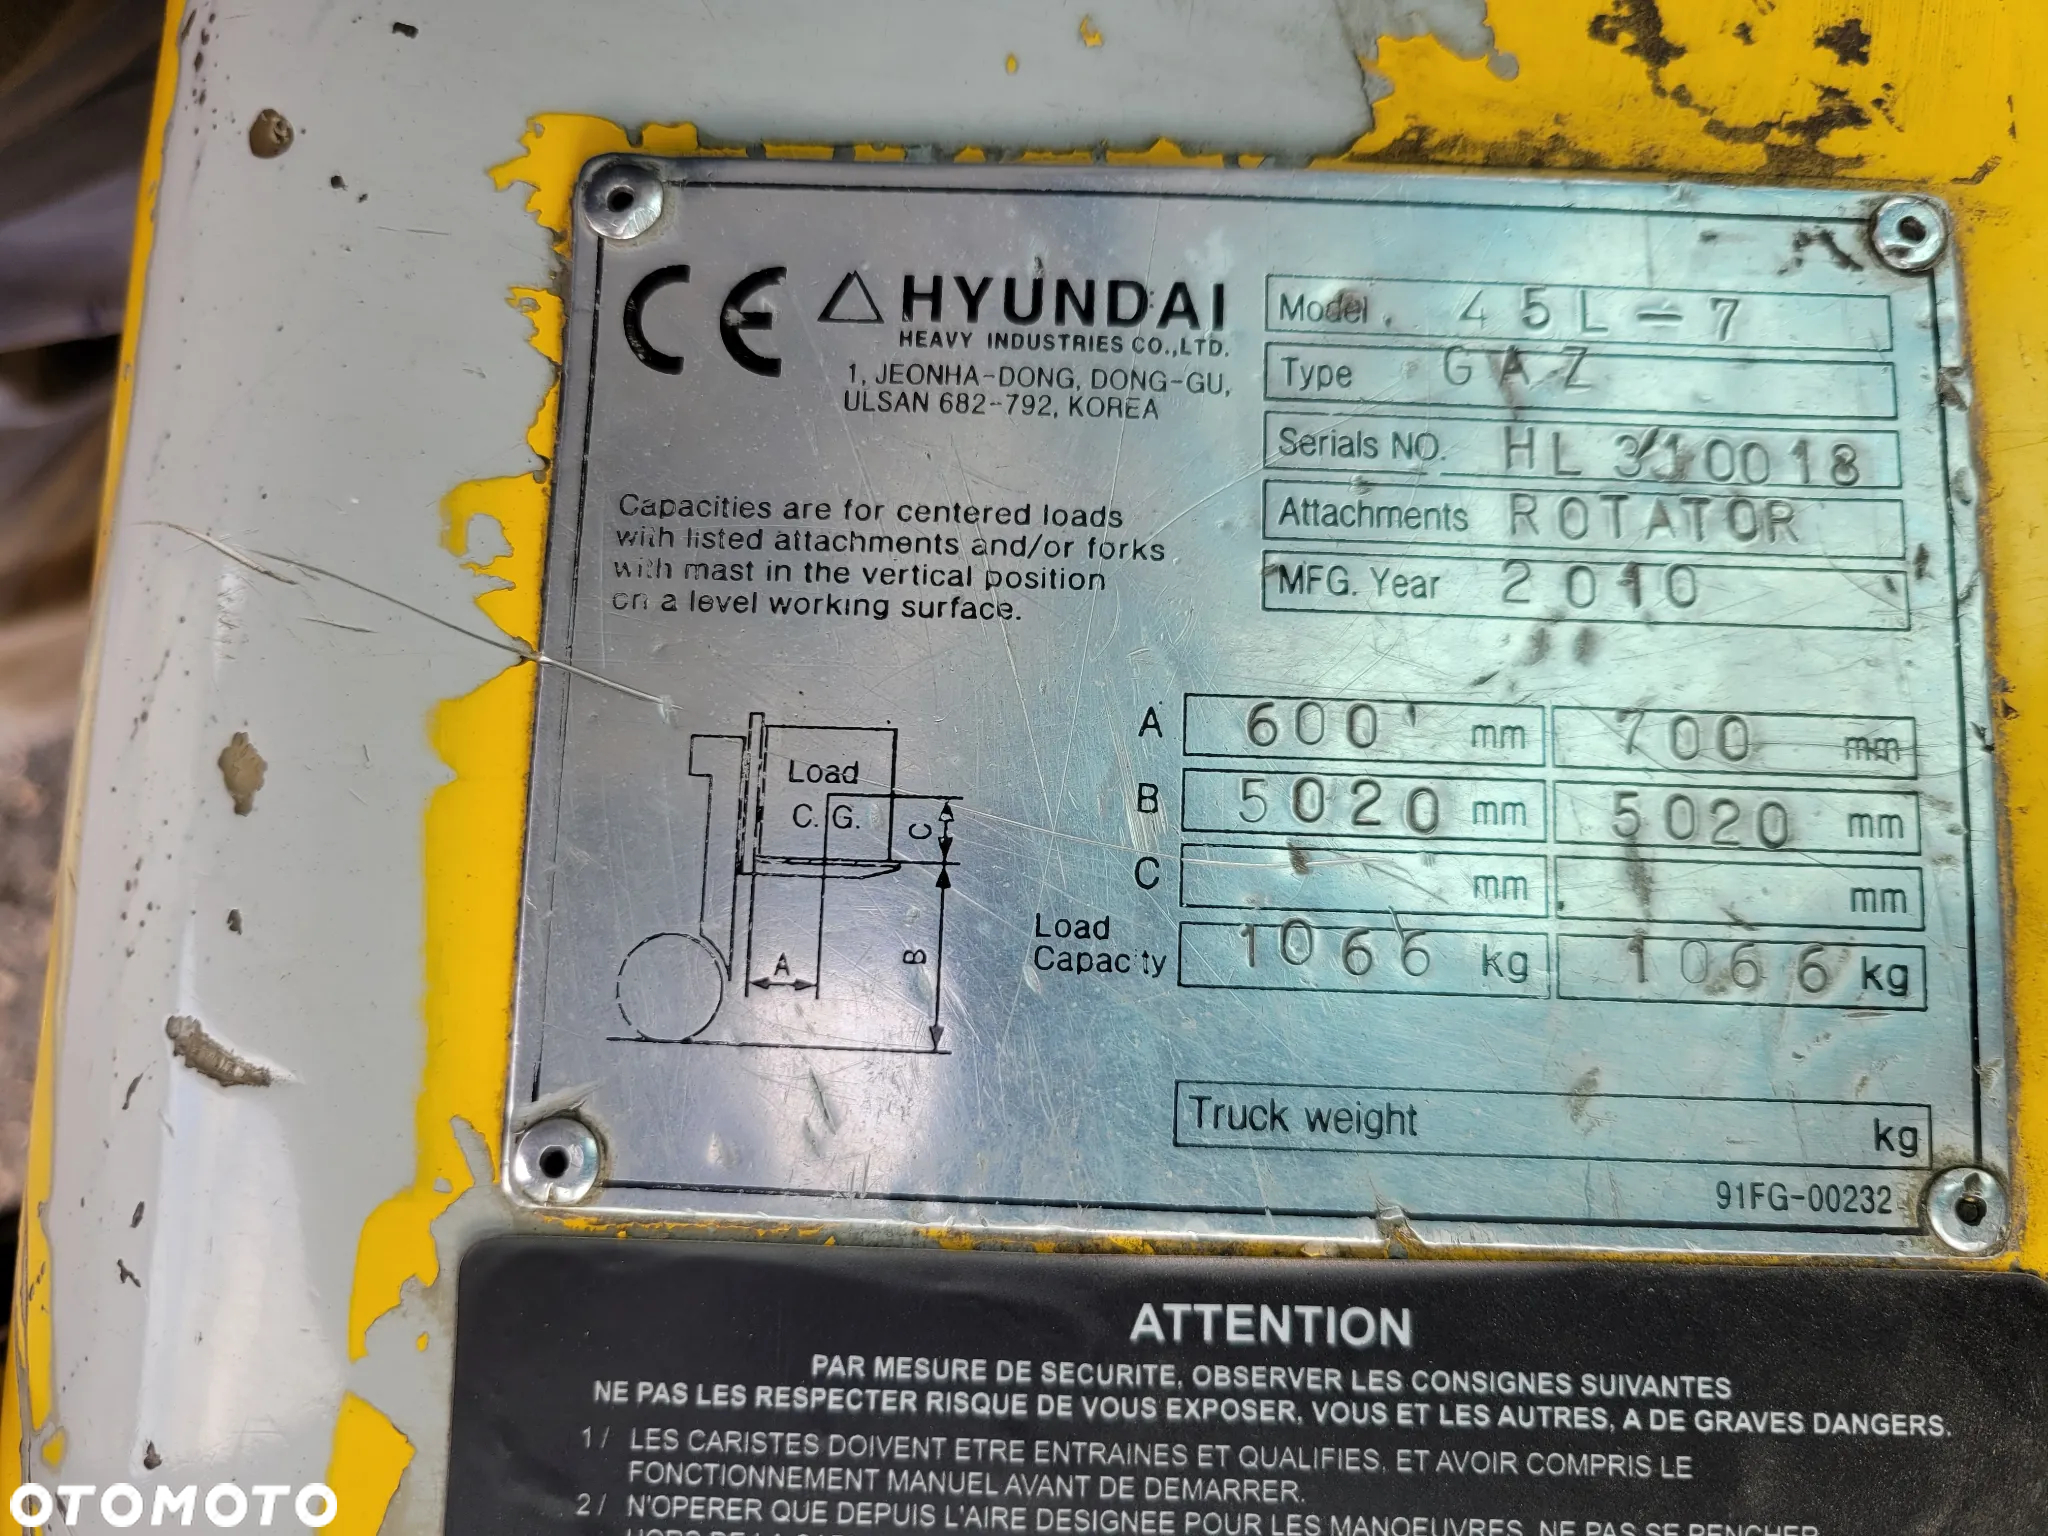 CE HYUNDAI
HEAVY INDUSTRIES CO.,LTD.
1, JEONHA-DONG, DONG-GU,
ULSAN 682-792, KOREA
Model 45L-7
Type GAZ
Serials NO. HL310018
Attachments ROTATOR
MFG. Year 2010
Capacities are for centered loads
with listed attachments and/or forks
with mast in the vertical position
on a level working surface.
Load
C.G.
C
A
B
A 600 mm 700 mm
B 5020 mm 5020 mm
C mm mm
Load
Capacity 1066 kg 1066 kg
Truck weight kg
91FG-00232
ATTENTION
PAR MESURE DE SECURITE, OBSERVER LES CONSIGNES SUIVANTES
NE PAS LES RESPECTER RISQUE DE VOUS EXPOSER, VOUS ET LES AUTRES, A DE GRAVES DANGERS.
1/ LES CARISTES DOIVENT ETRE ENTRAINES ET QUALIFIES, ET AVOIR COMPRIS LE
FONCTIONNEMENT MANUEL AVANT DE DEMARRER.
2/ N'OPERER QUE DEPUIS L'AIRE DESIGNEE POUR LES MANOEUVRES, NE PAS SE PENCHER
OTOMOTO